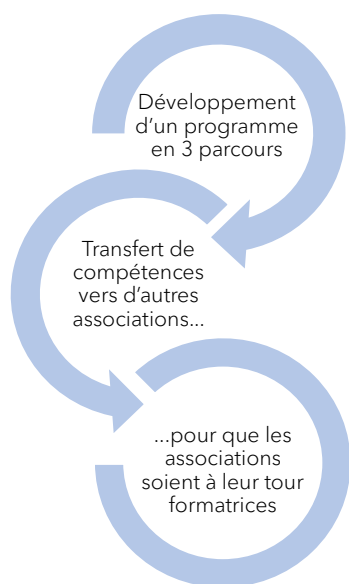 Développement
d'un programme
en 3 parcours
Transfert de
compétences
vers d'autres
associations...
...pour que les
associations
soient à leur tour
formatrices